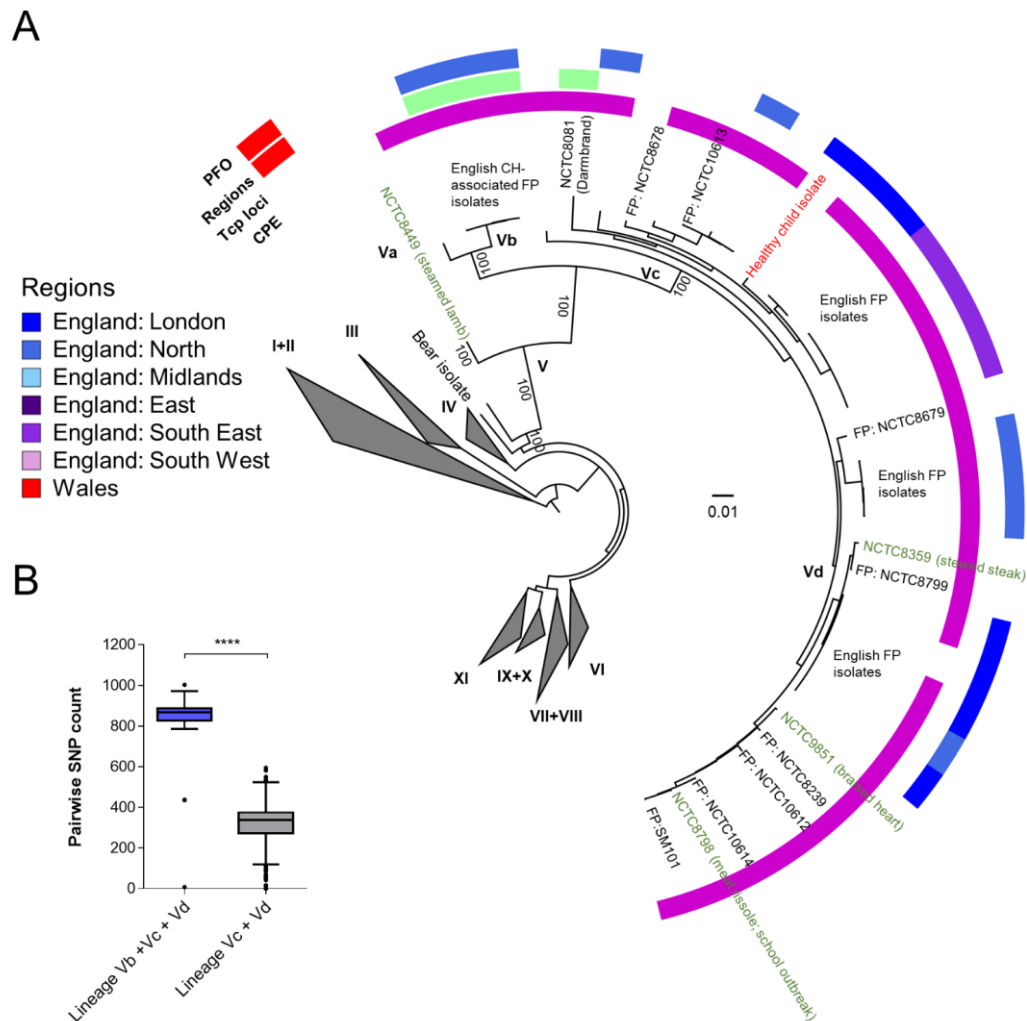 A
PFO
Regions
Tcp loci
CPE
Regions
England: London
England: North
England: Midlands
England: East
England: South East
England: South West
Wales
NCTC8449 (steamed lamb)
English CH-
associated FP
isolates
NCTC8081
(Darmbrand)
FP: NCTC8678
FP: NCTC10613
Healthy child isolate
English FP
isolates
FP: NCTC8679
English FP
isolates
NCTC8359 (stewed steak)
FP: NCTC8799
English FP
isolates
NCTC9851 (braised heart)
FP: NCTC8239
FP: NCTC10612
FP: NCTC10614
NCTC8798 (meat rissole; school outbreak)
FP:SM101
Va
Vb
100
Vc
100
100
100
V
100
100
Bear isolate
III
I+II
IV
0.01
Vd
XI
IX+X
VII+VIII
VI
B
Pairwise SNP count
1200
1000
800
600
400
200
0
****
Lineage Vb +Vc + Vd
Lineage Vc + Vd